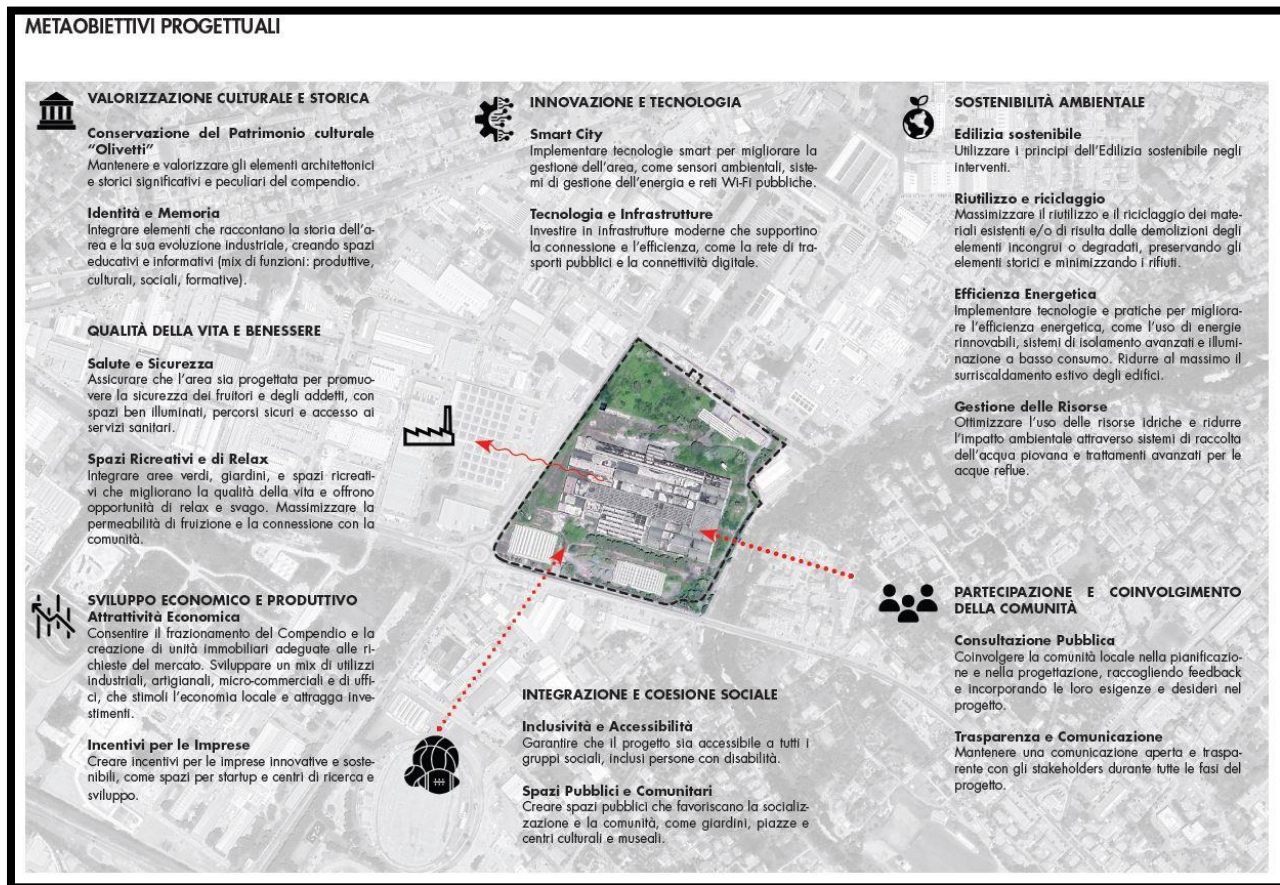 METAOBIETTIVI PROGETTUALI
VALORIZZAZIONE CULTURALE E STORICA
Conservazione del Patrimonio culturale
"Olivetti"
Mantenere e valorizzare gli elementi architettonici
e storici significativi e peculiari del compendio.
Identità e Memoria
Integrare elementi che raccontano la storia dell'a-
rea e la sua evoluzione industriale, creando spazi
educativi e informativi (mix di funzioni: produttive,
culturali, sociali, formative).
QUALITÀ DELLA VITA E BENESSERE
Salute e Sicurezza
Assicurare che l'area sia progettata per promuo-
vere la sicurezza dei fruitori e degli addetti, con
spazi ben illuminati, percorsi sicuri e accesso ai
servizi sanitari.
Spazi Ricreativi e di Relax
Integrare aree verdi, giardini, e spazi ricreati-
vi che migliorano la qualità della vita e offrono
opportunità di relax e svago. Massimizzare la
permeabilità di fruizione e la connessione con la
comunità.
SVILUPPO ECONOMICO E PRODUTTIVO
Attrattività Economica
Consentire il frazionamento del Compendio e la
creazione di unità immobiliari adeguate alle ri-
chieste del mercato. Sviluppare un mix di utilizzi
industriali, artigianali, micro-commerciali e di uffi-
ci, che stimoli l'economia locale e attragga inve-
stimenti.
Incentivi per le Imprese
Creare incentivi per le imprese innovative e soste-
nibili, come spazi per startup e centri di ricerca e
sviluppo.
INNOVAZIONE E TECNOLOGIA
Smart City
Implementare tecnologie smart per migliorare la
gestione dell'area, come sensori ambientali, siste-
mi di gestione dell'energia e reti Wi-Fi pubbliche.
Tecnologia e Infrastrutture
Investire in infrastrutture moderne che supportino
la connessione e l'efficienza, come la rete di tra-
sporti pubblici e la connettività digitale.
INTEGRAZIONE E COESIONE SOCIALE
Inclusività e Accessibilità
Garantire che il progetto sia accessibile a tutti i
gruppi sociali, inclusi persone con disabilità.
Spazi Pubblici e Comunitari
Creare spazi pubblici che favoriscano la socializ-
zazione e la comunità, come giardini, piazze e
centri culturali e museali.
SOSTENIBILITÀ AMBIENTALE
Edilizia sostenibile
Utilizzare i principi dell'Edilizia sostenibile negli
interventi.
Riutilizzo e riciclaggio
Massimizzare il riutilizzo e il riciclaggio dei mate-
riali esistenti e/o di risulta dalle demolizioni degli
elementi incongrui o degradati, preservando gli
elementi storici e minimizzando i rifiuti.
Efficienza Energetica
Implementare tecnologie e pratiche per migliora-
re l'efficienza energetica, come l'uso di energie
rinnovabili, sistemi di isolamento avanzati e illumi-
nazione a basso consumo. Ridurre al massimo il
surriscaldamento estivo degli edifici.
Gestione delle Risorse
Ottimizzare l'uso delle risorse idriche e ridurre
l'impatto ambientale attraverso sistemi di raccolta
dell'acqua piovana e trattamenti avanzati per le
acque reflue.
PARTECIPAZIONE E COINVOLGIMENTO
DELLA COMUNITÀ
Consultazione Pubblica
Coinvolgere la comunità locale nella pianificazio-
ne e nella progettazione, raccogliendo feedback
e incorporando le loro esigenze e desideri nel
progetto.
Trasparenza e Comunicazione
Mantenere una comunicazione aperta e traspa-
rente con gli stakeholders durante tutte le fasi del
progetto.